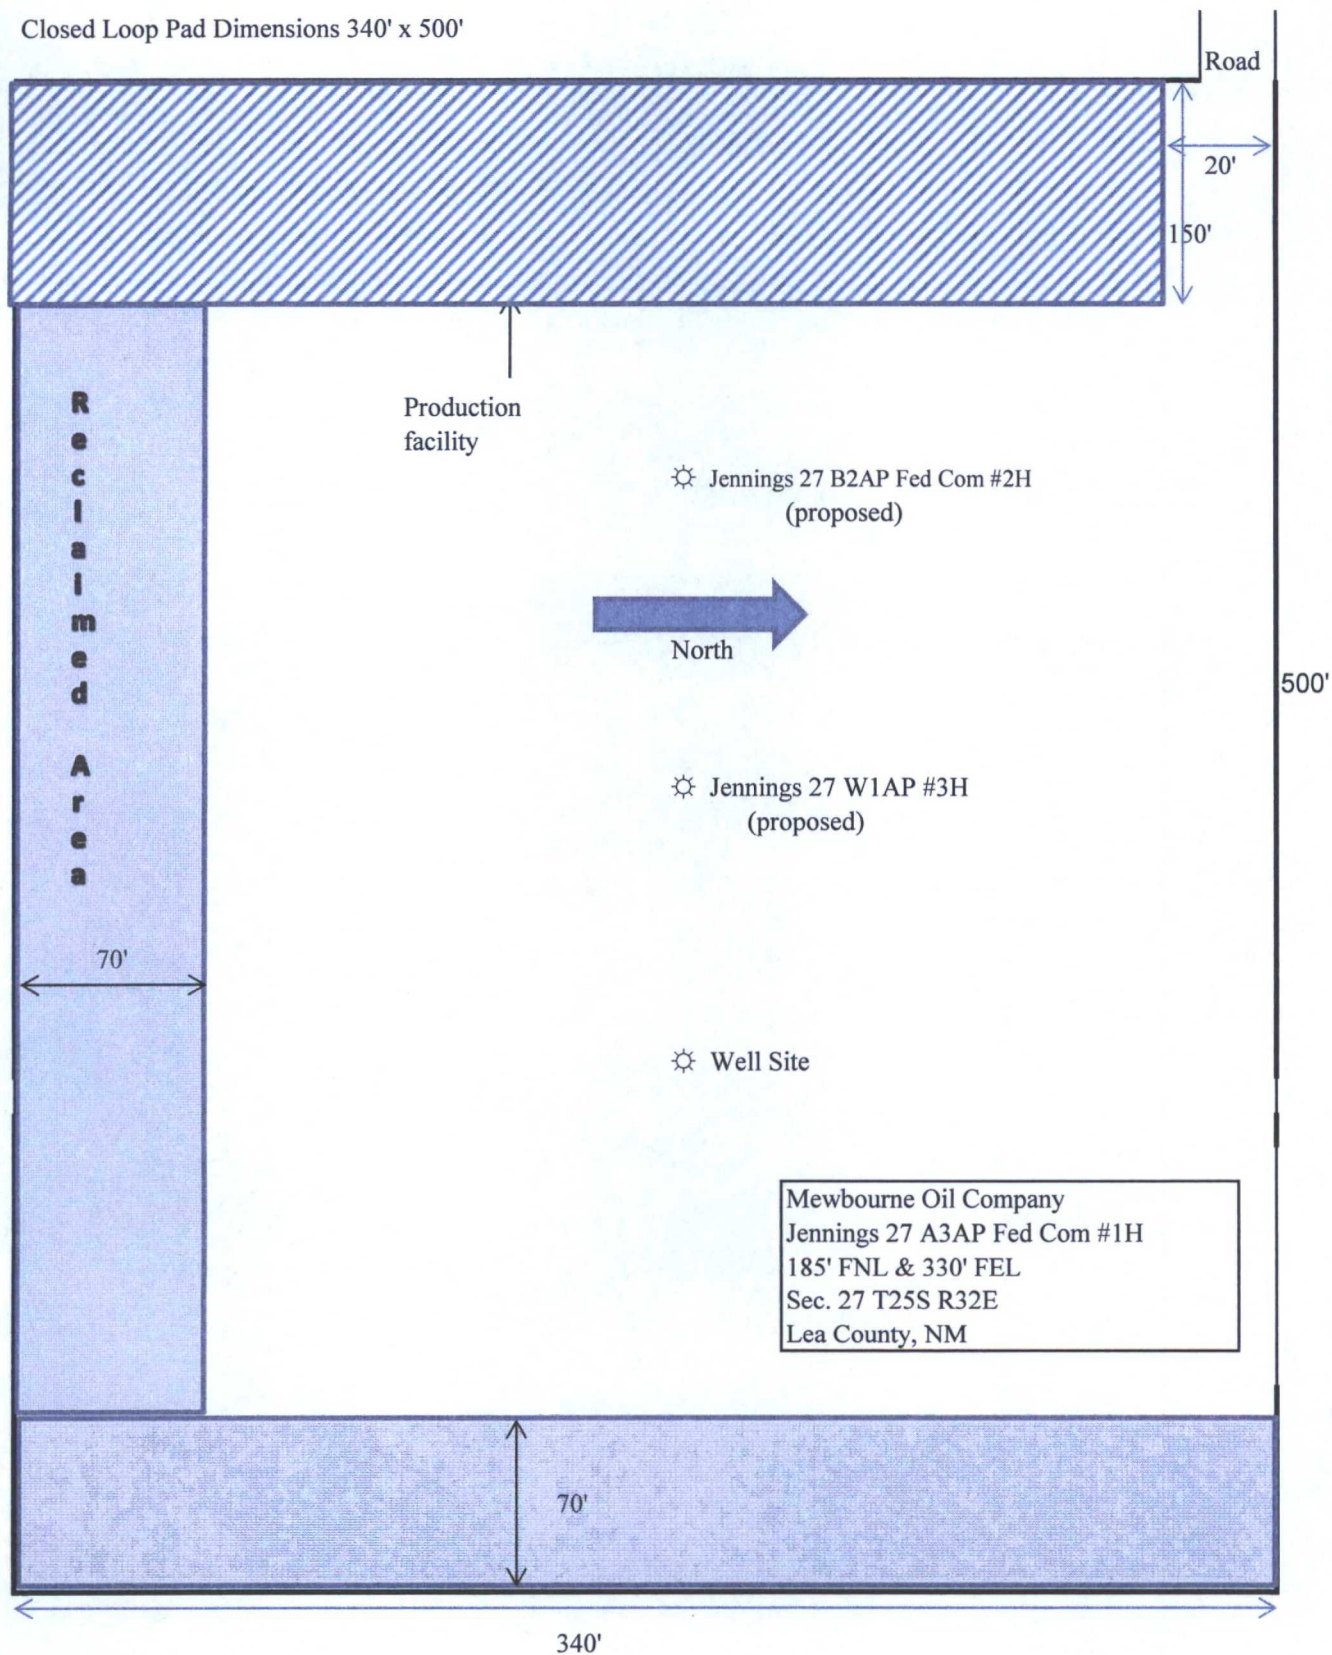 Closed Loop Pad Dimensions 340' x 500'
Road
20'
150'
Production
facility
Reclaimed Area
Jennings 27 B2AP Fed Com #2H
(proposed)
North
500'
Jennings 27 W1AP #3H
(proposed)
70'
Well Site
Mewbourne Oil Company
Jennings 27 A3AP Fed Com #1H
185' FNL & 330' FEL
Sec. 27 T25S R32E
Lea County, NM
70'
340'